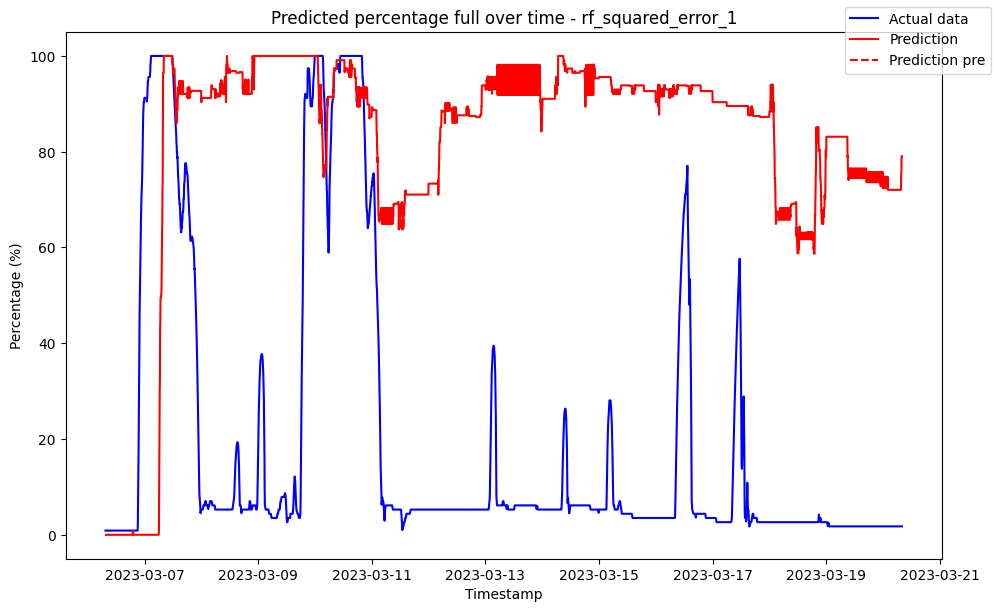 Predicted percentage full over time - rf_squared_error_1
Actual data
Prediction
Prediction pre
100
80
60
40
20
0
Percentage (%)
2023-03-07
2023-03-09
2023-03-11
2023-03-13
2023-03-15
2023-03-17
2023-03-19
2023-03-21
Timestamp